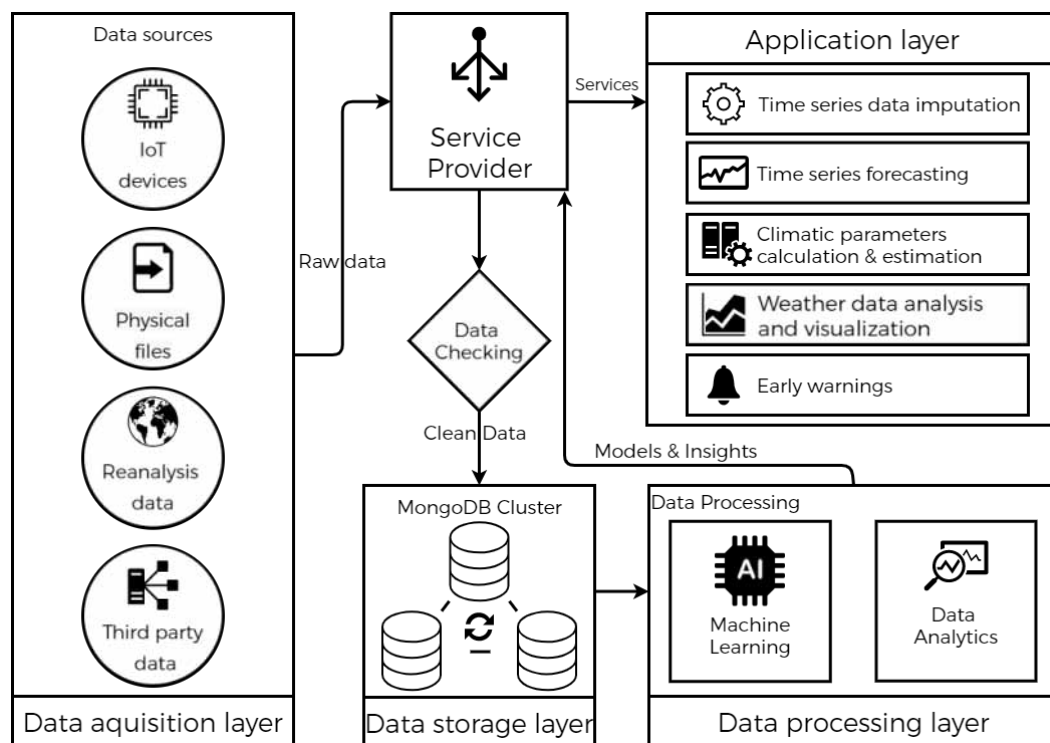 Data sources
IoT
devices
Physical
files
Reanalysis
data
Third party
data
Data aquisition layer
Raw data
Service
Provider
Services
Data
Checking
Clean Data
MongoDB Cluster
Data storage layer
Application layer
Time series data imputation
Time series forecasting
Climatic parameters
calculation & estimation
Weather data analysis
and visualization
Early warnings
Models & Insights
Data Processing
AI
Machine
Learning
Data
Analytics
Data processing layer